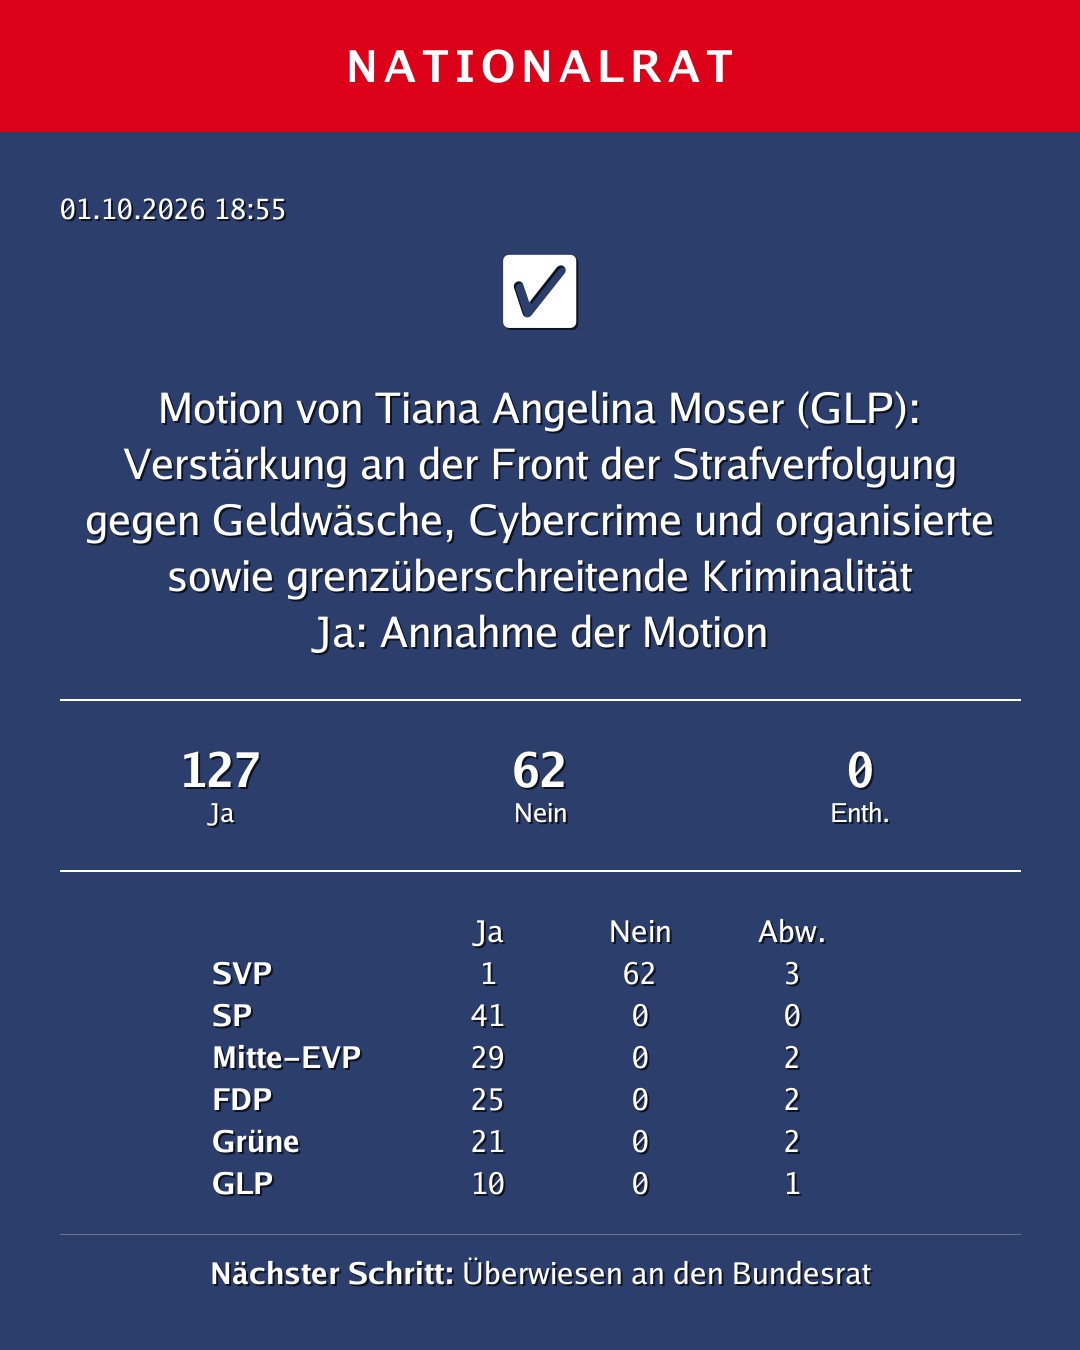 NATIONALRAT
01.10.2026 18:55
Motion von Tiana Angelina Moser (GLP):
Verstärkung an der Front der Strafverfolgung
gegen Geldwäsche, Cybercrime und organisierte
sowie grenzüberschreitende Kriminalität
Ja: Annahme der Motion
127 62 0
Ja Nein Enth.
Ja Nein Abw.
SVP 1 62 3
SP 41 0 0
Mitte-EVP 29 0 2
FDP 25 0 2
Grüne 21 0 2
GLP 10 0 1
Nächster Schritt: Überwiesen an den Bundesrat